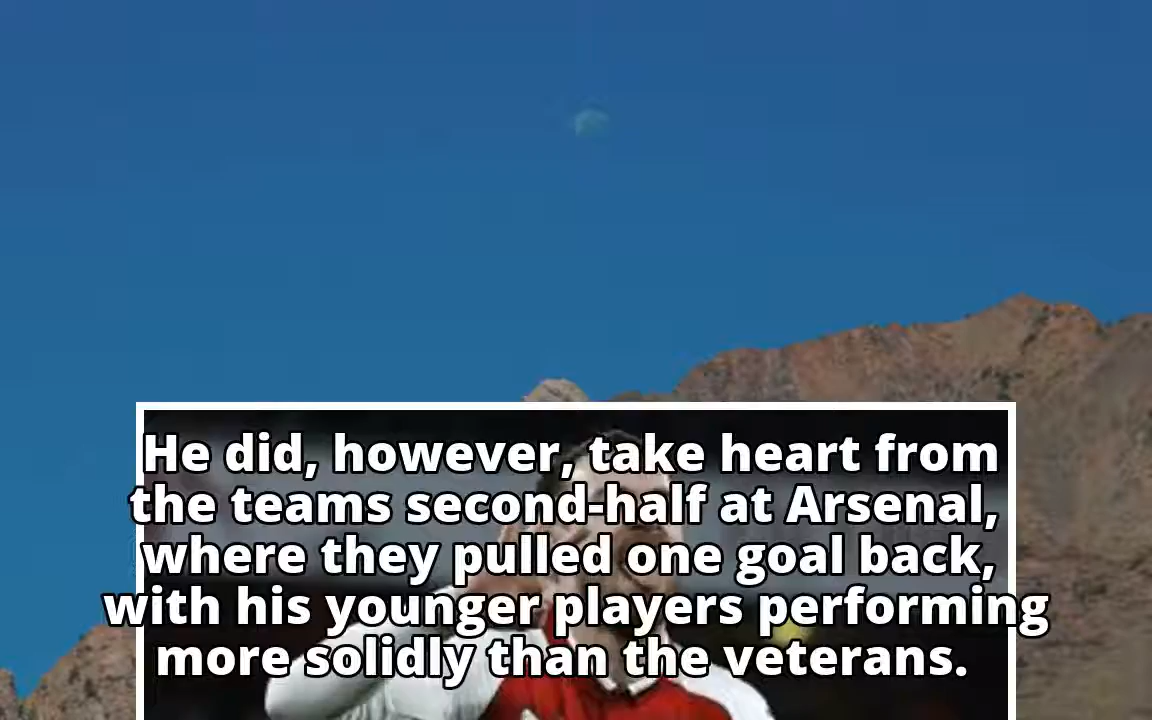 He did, however, take heart from
the teams second-half at Arsenal,
where they pulled one goal back,
with his younger players performing
more solidly than the veterans.